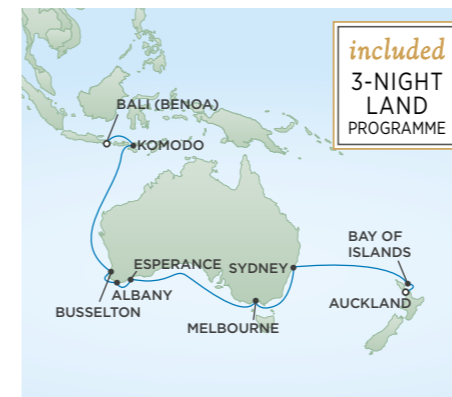 included
3-NIGHT
LAND
PROGRAMME
BALI (BENOA)
KOMODO
BAY OF
ISLANDS
ESPERANCE
SYDNEY
ALBANY
AUCKLAND
BUSSELTON
MELBOURNE